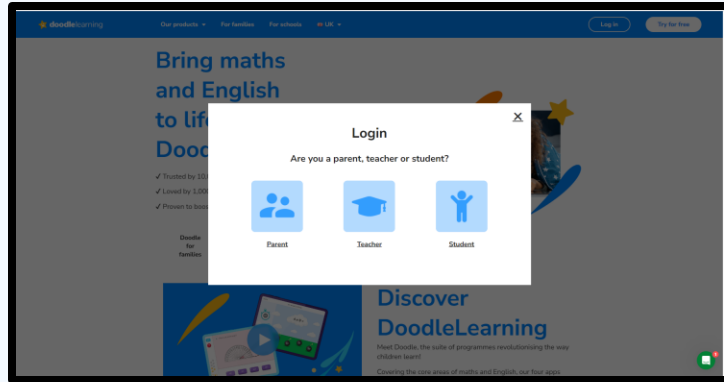 doodlelearning
Our products
For families
For schools
UK
Log in
Try for free
Bring maths
and English
to life
Dood
✓ Trusted by 10,
✓ Loved by 1,000
✓ Proven to boos
Doodle
for
families
X
Login
Are you a parent, teacher or student?
Parent
Teacher
Student
Discover
DoodleLearning
Meet Doodle, the suite of programmes revolutionising the way
children learn!
Covering the core areas of maths and English, our four apps